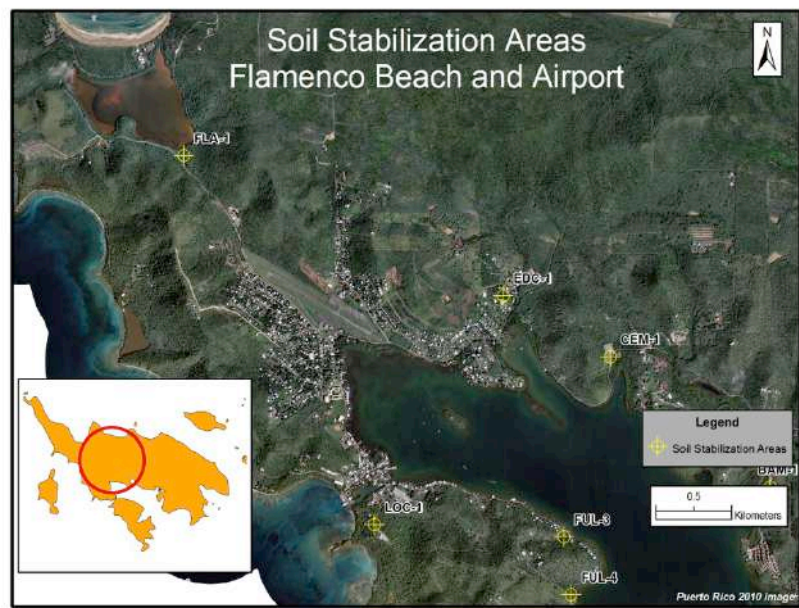 Soil Stabilization Areas
Flamenco Beach and Airport
N
FLA-1
EDC-1
CEM-1
Legend
Soil Stabilization Areas
BAM-1
0.5
Kilometers
LOC-1
FUL-3
FUL-4
Puerto Rico 2010 Image